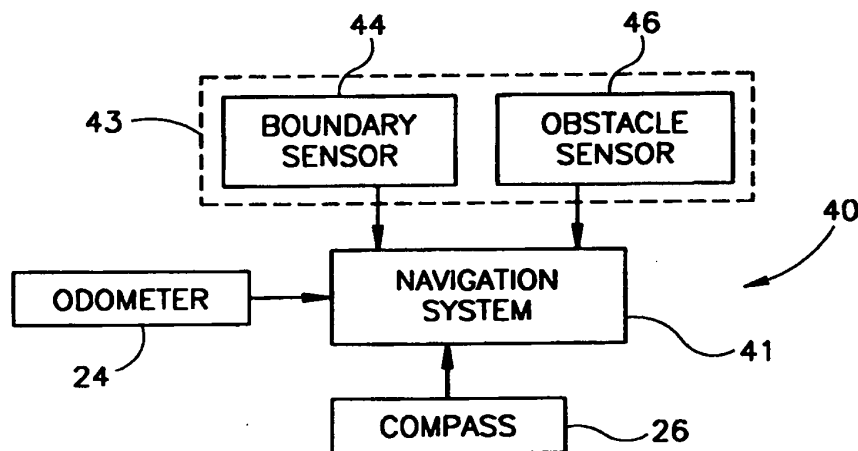 44
46
43
BOUNDARY
SENSOR
OBSTACLE
SENSOR
40
ODOMETER
NAVIGATION
SYSTEM
24
41
COMPASS
26